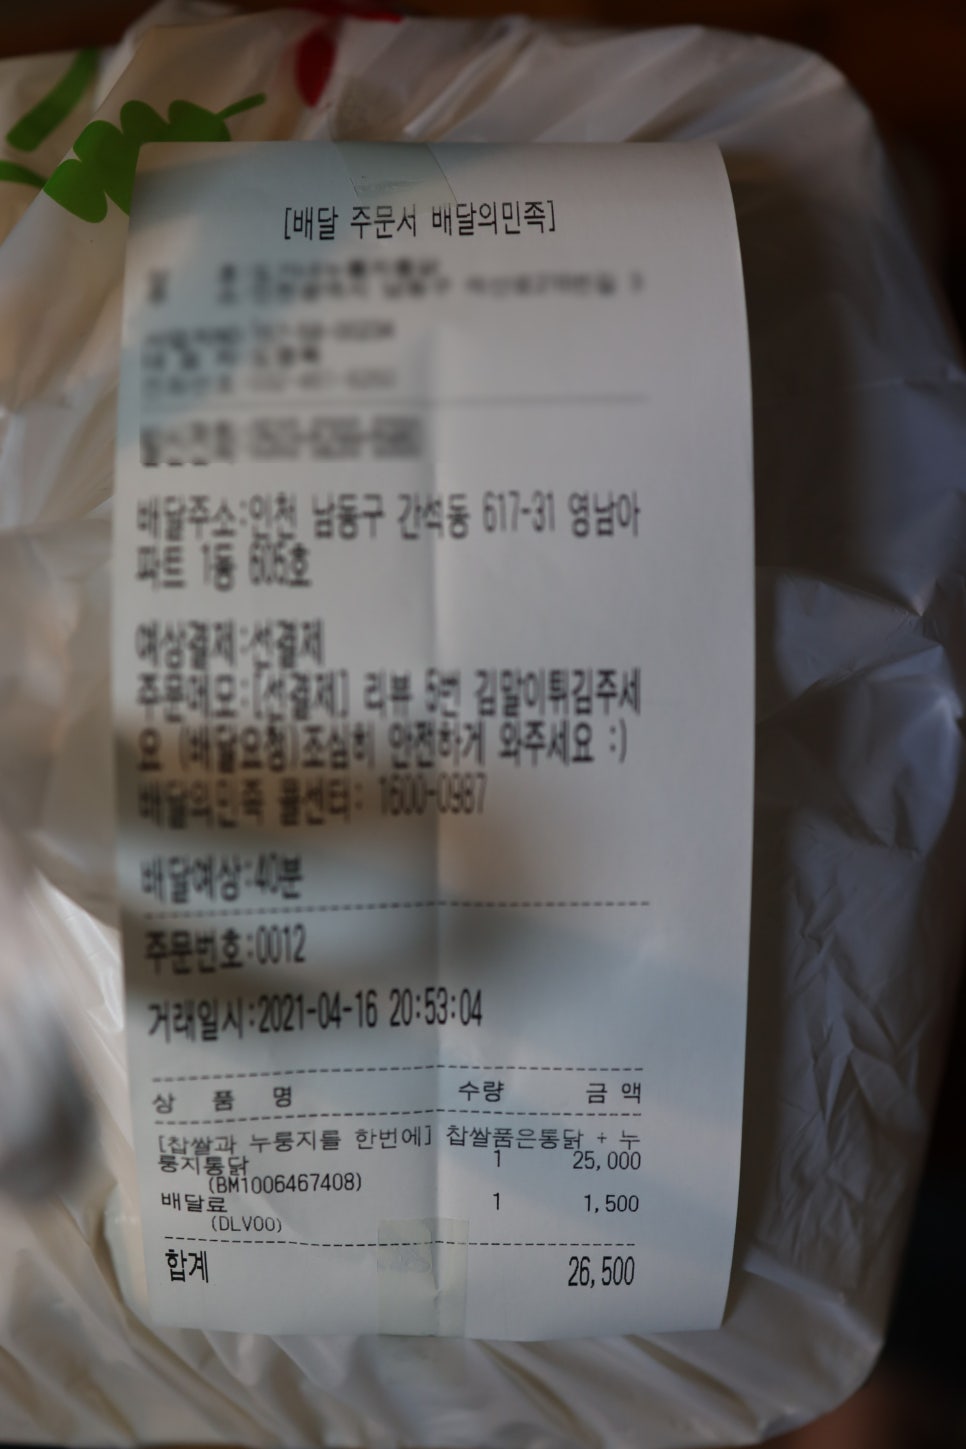 [배달 주문서 배달의민족]
배달주소:인천 남동구 간석동 617-31 영남아
파트 1동 605호
예상결제:선결제
주문메모:[선결제] 리뷰 5번 김말이튀김주세
요 (배달요청)조심히 안전하게 와주세요 :)
배달의민족 콜센터: 1600-0987
배달예상:40분
주문번호:0012
거래일시:2021-04-16 20:53:04
상 품 명 수량 금 액
[찹쌀과 누룽지를 한번에] 찹쌀품은통닭 + 누
룽지통닭 1 25,000
(BM1006467408)
배달료 1 1,500
(DLV00)
합계 26,500